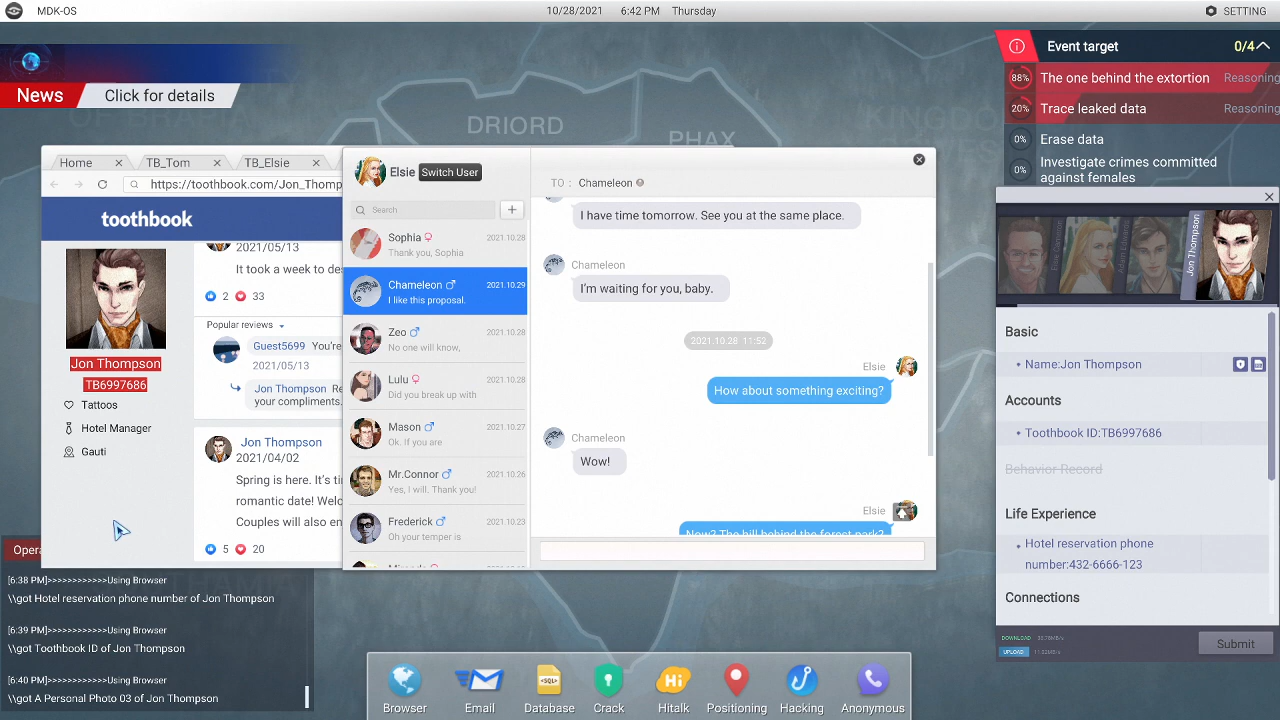 MDK-OS
10/28/2021 6:42 PM Thursday
SETTING
News
Click for details
DRIORD
PHAX
Event target
0/4
88%
The one behind the extortion
Reasoning
20%
Trace leaked data
Reasoning
0%
Erase data
0%
Investigate crimes committed
against females
Home
TB_Tom
TB_Elsie
https://toothbook.com/Jon_Thomp
toothbook
Jon Thompson
TB6997686
Tattoos
Hotel Manager
Gauti
2021/05/13
It took a week to de
2 33
Popular reviews
Guest5699 You're
2021/05/13
Jon Thompson Re
your compliments.
Jon Thompson
2021/04/02
Spring is here. It's
romantic date! Welc
Couples will also en
5 20
Elsie
Switch User
Search
Sophia
2021.10.28
Thank you, Sophia
Chameleon
2021.10.29
I like this proposal.
Zeo
2021.10.28
No one will know,
Lulu
2021.10.28
Did you break up with
Mason
2021.10.27
Ok. If you are
Mr.Connor
2021.10.26
Yes, I will. Thank you!
Frederick
2021.10.23
Oh your temper is
TO : Chameleon
I have time tomorrow. See you at the same place.
Chameleon
I'm waiting for you, baby.
2021.10.28 11:52
Elsie
How about something exciting?
Chameleon
Wow!
Elsie
Now? The hill behind the forest park?
Jon Thompson
Basic
• Name:Jon Thompson
Accounts
• Toothbook ID:TB6997686
Behavior Record
Life Experience
• Hotel reservation phone
number:432-6666-123
Connections
DOWNLOAD
UPLOAD
Submit
Opera
[6:38 PM]>>>>>>>>>>>>Using Browser
\\got Hotel reservation phone number of Jon Thompson
[6:39 PM]>>>>>>>>>>>>Using Browser
\\got Toothbook ID of Jon Thompson
[6:40 PM]>>>>>>>>>>>>Using Browser
\\got A Personal Photo 03 of Jon Thompson
Browser
Email
<SQL>
Database
Crack
Hi
Hitalk
Positioning
Hacking
Anonymous